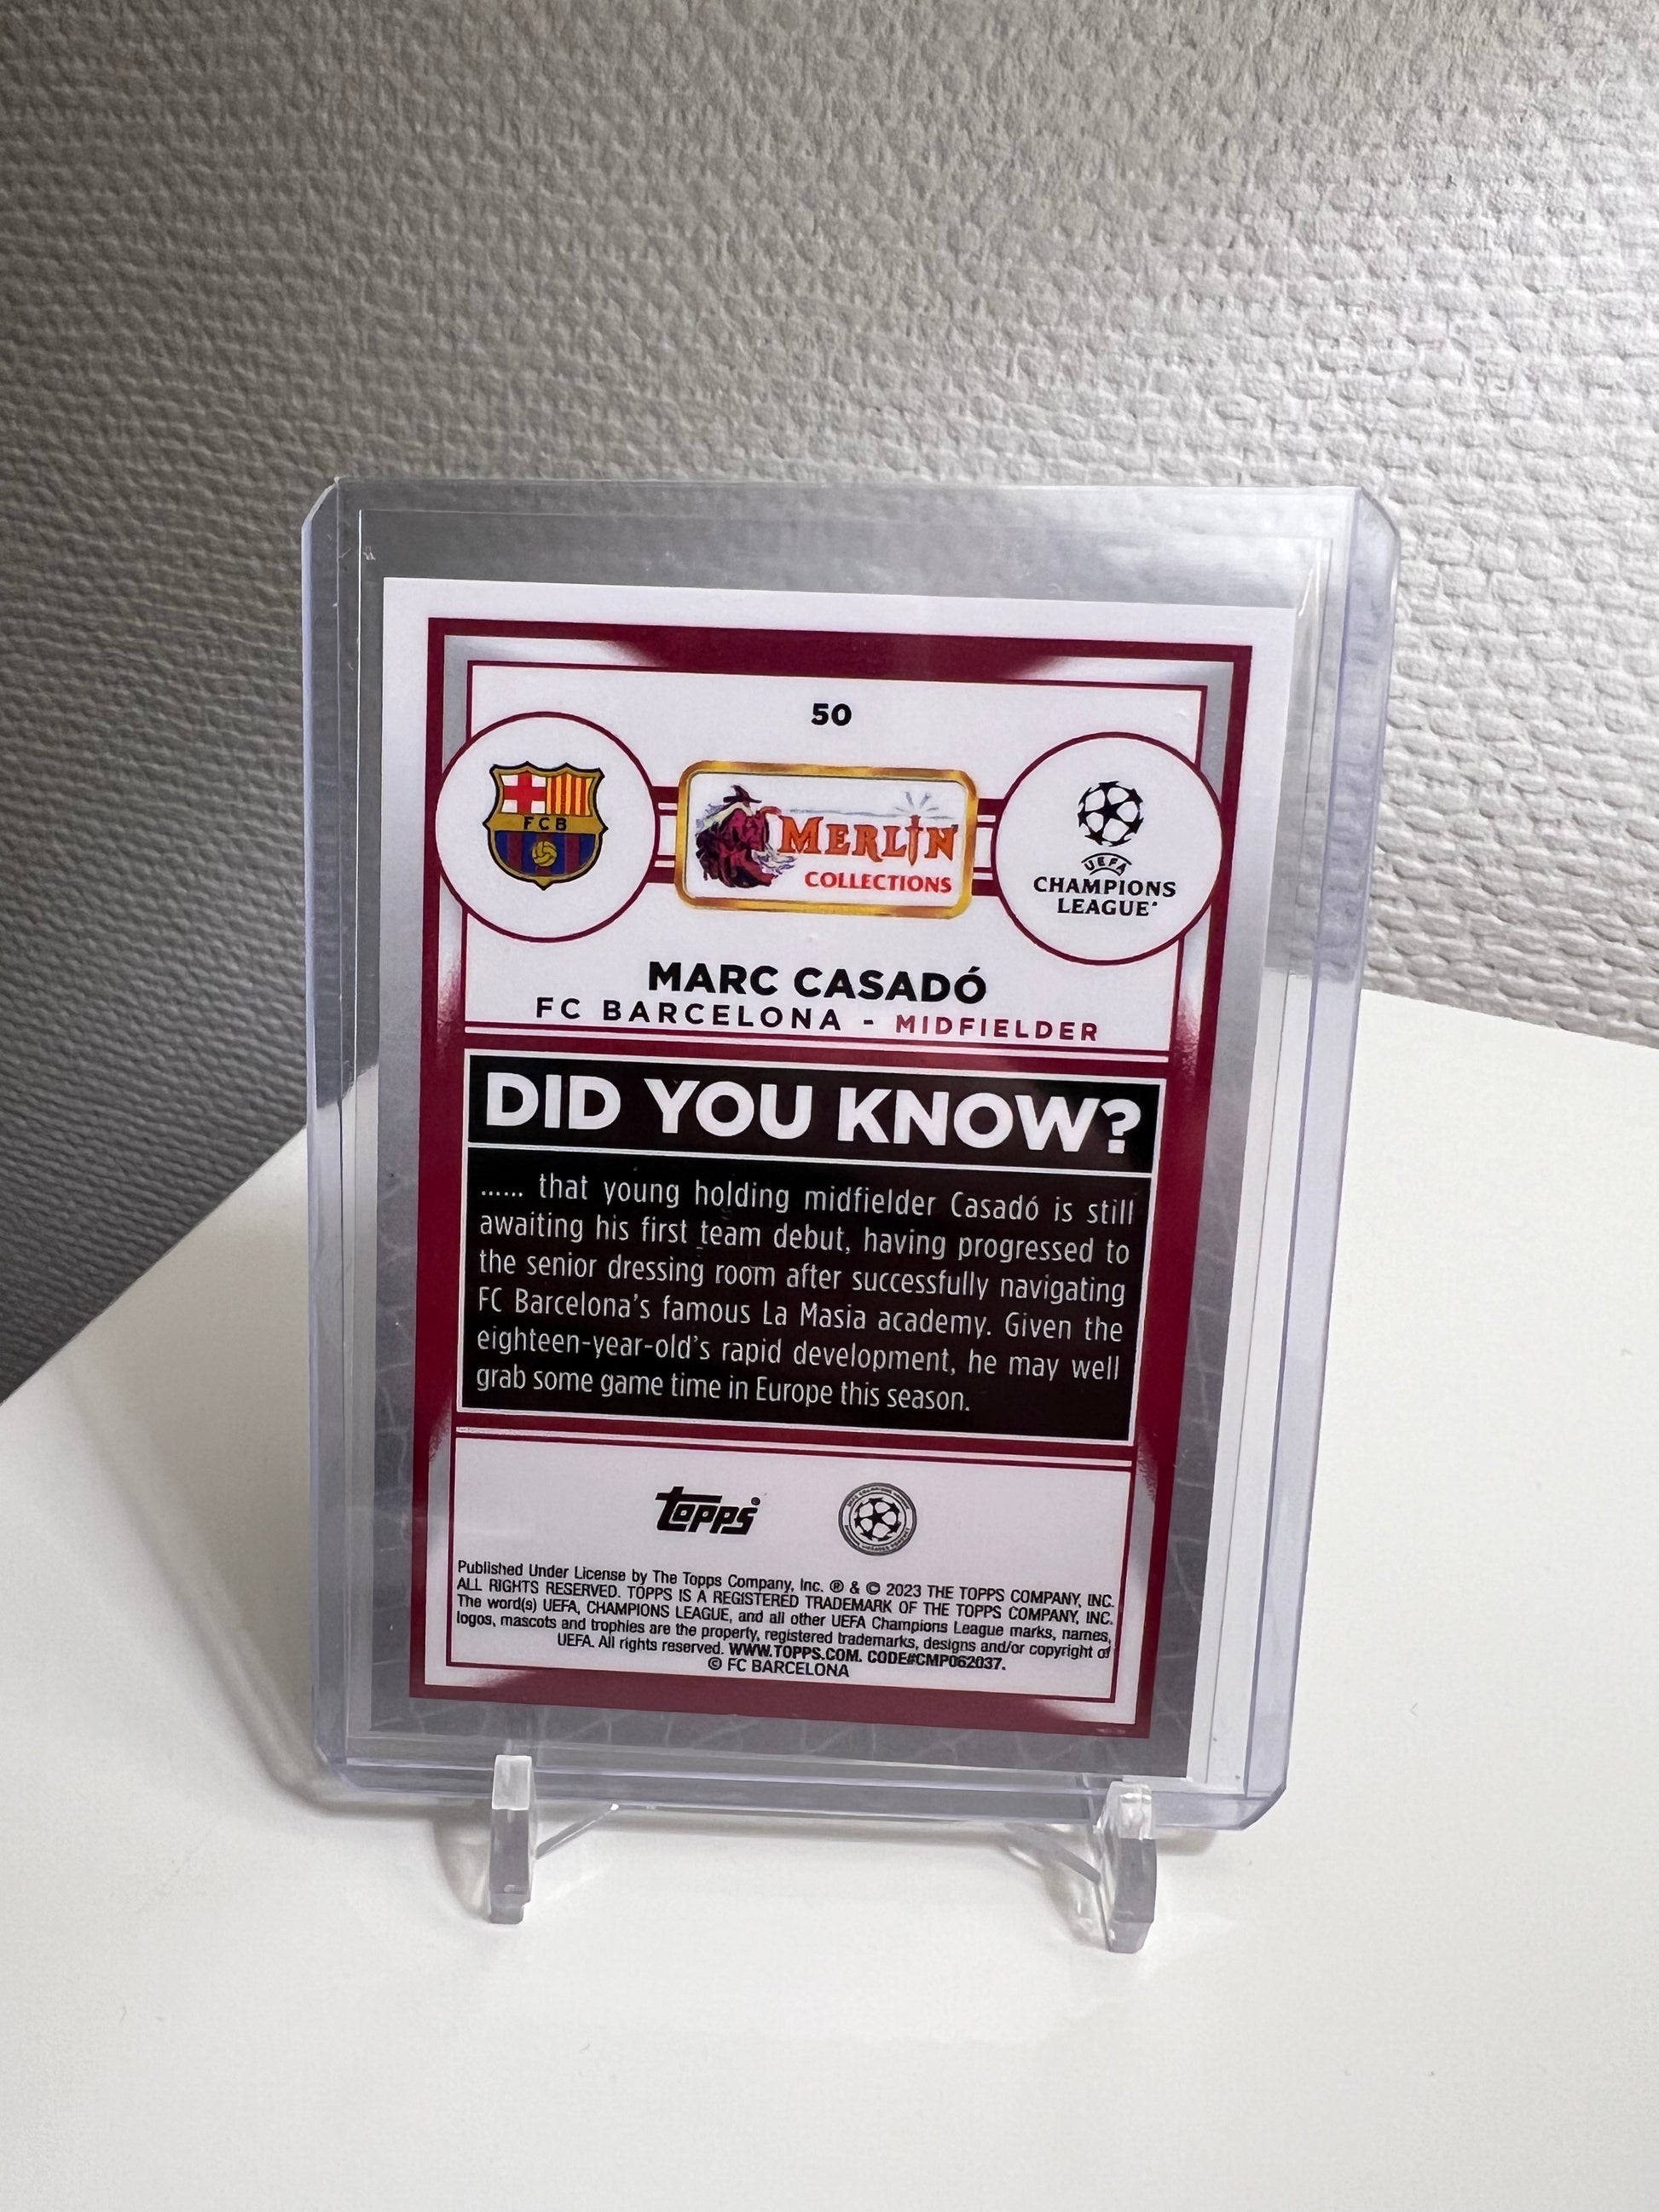 50
FCB
MERLIN
COLLECTIONS
UEFA
CHAMPIONS
LEAGUE®
MARC CASADÓ
FC BARCELONA - MIDFIELDER
DID YOU KNOW?
...... that young holding midfielder Casadó is still
awaiting his first team debut, having progressed to
the senior dressing room after successfully navigating
FC Barcelona's famous La Masia academy. Given the
eighteen-year-old's rapid development, he may well
grab some game time in Europe this season.
topps®
Published Under License by The Topps Company, Inc. ® & © 2023 THE TOPPS COMPANY, INC.
ALL RIGHTS RESERVED. TOPPS IS A REGISTERED TRADEMARK OF THE TOPPS COMPANY, INC.
The word(s) UEFA, CHAMPIONS LEAGUE, and all other UEFA Champions League marks, names,
logos, mascots and trophies are the property, registered trademarks, designs and/or copyright of
UEFA. All rights reserved. WWW.TOPPS.COM. CODE#CMP062037.
© FC BARCELONA